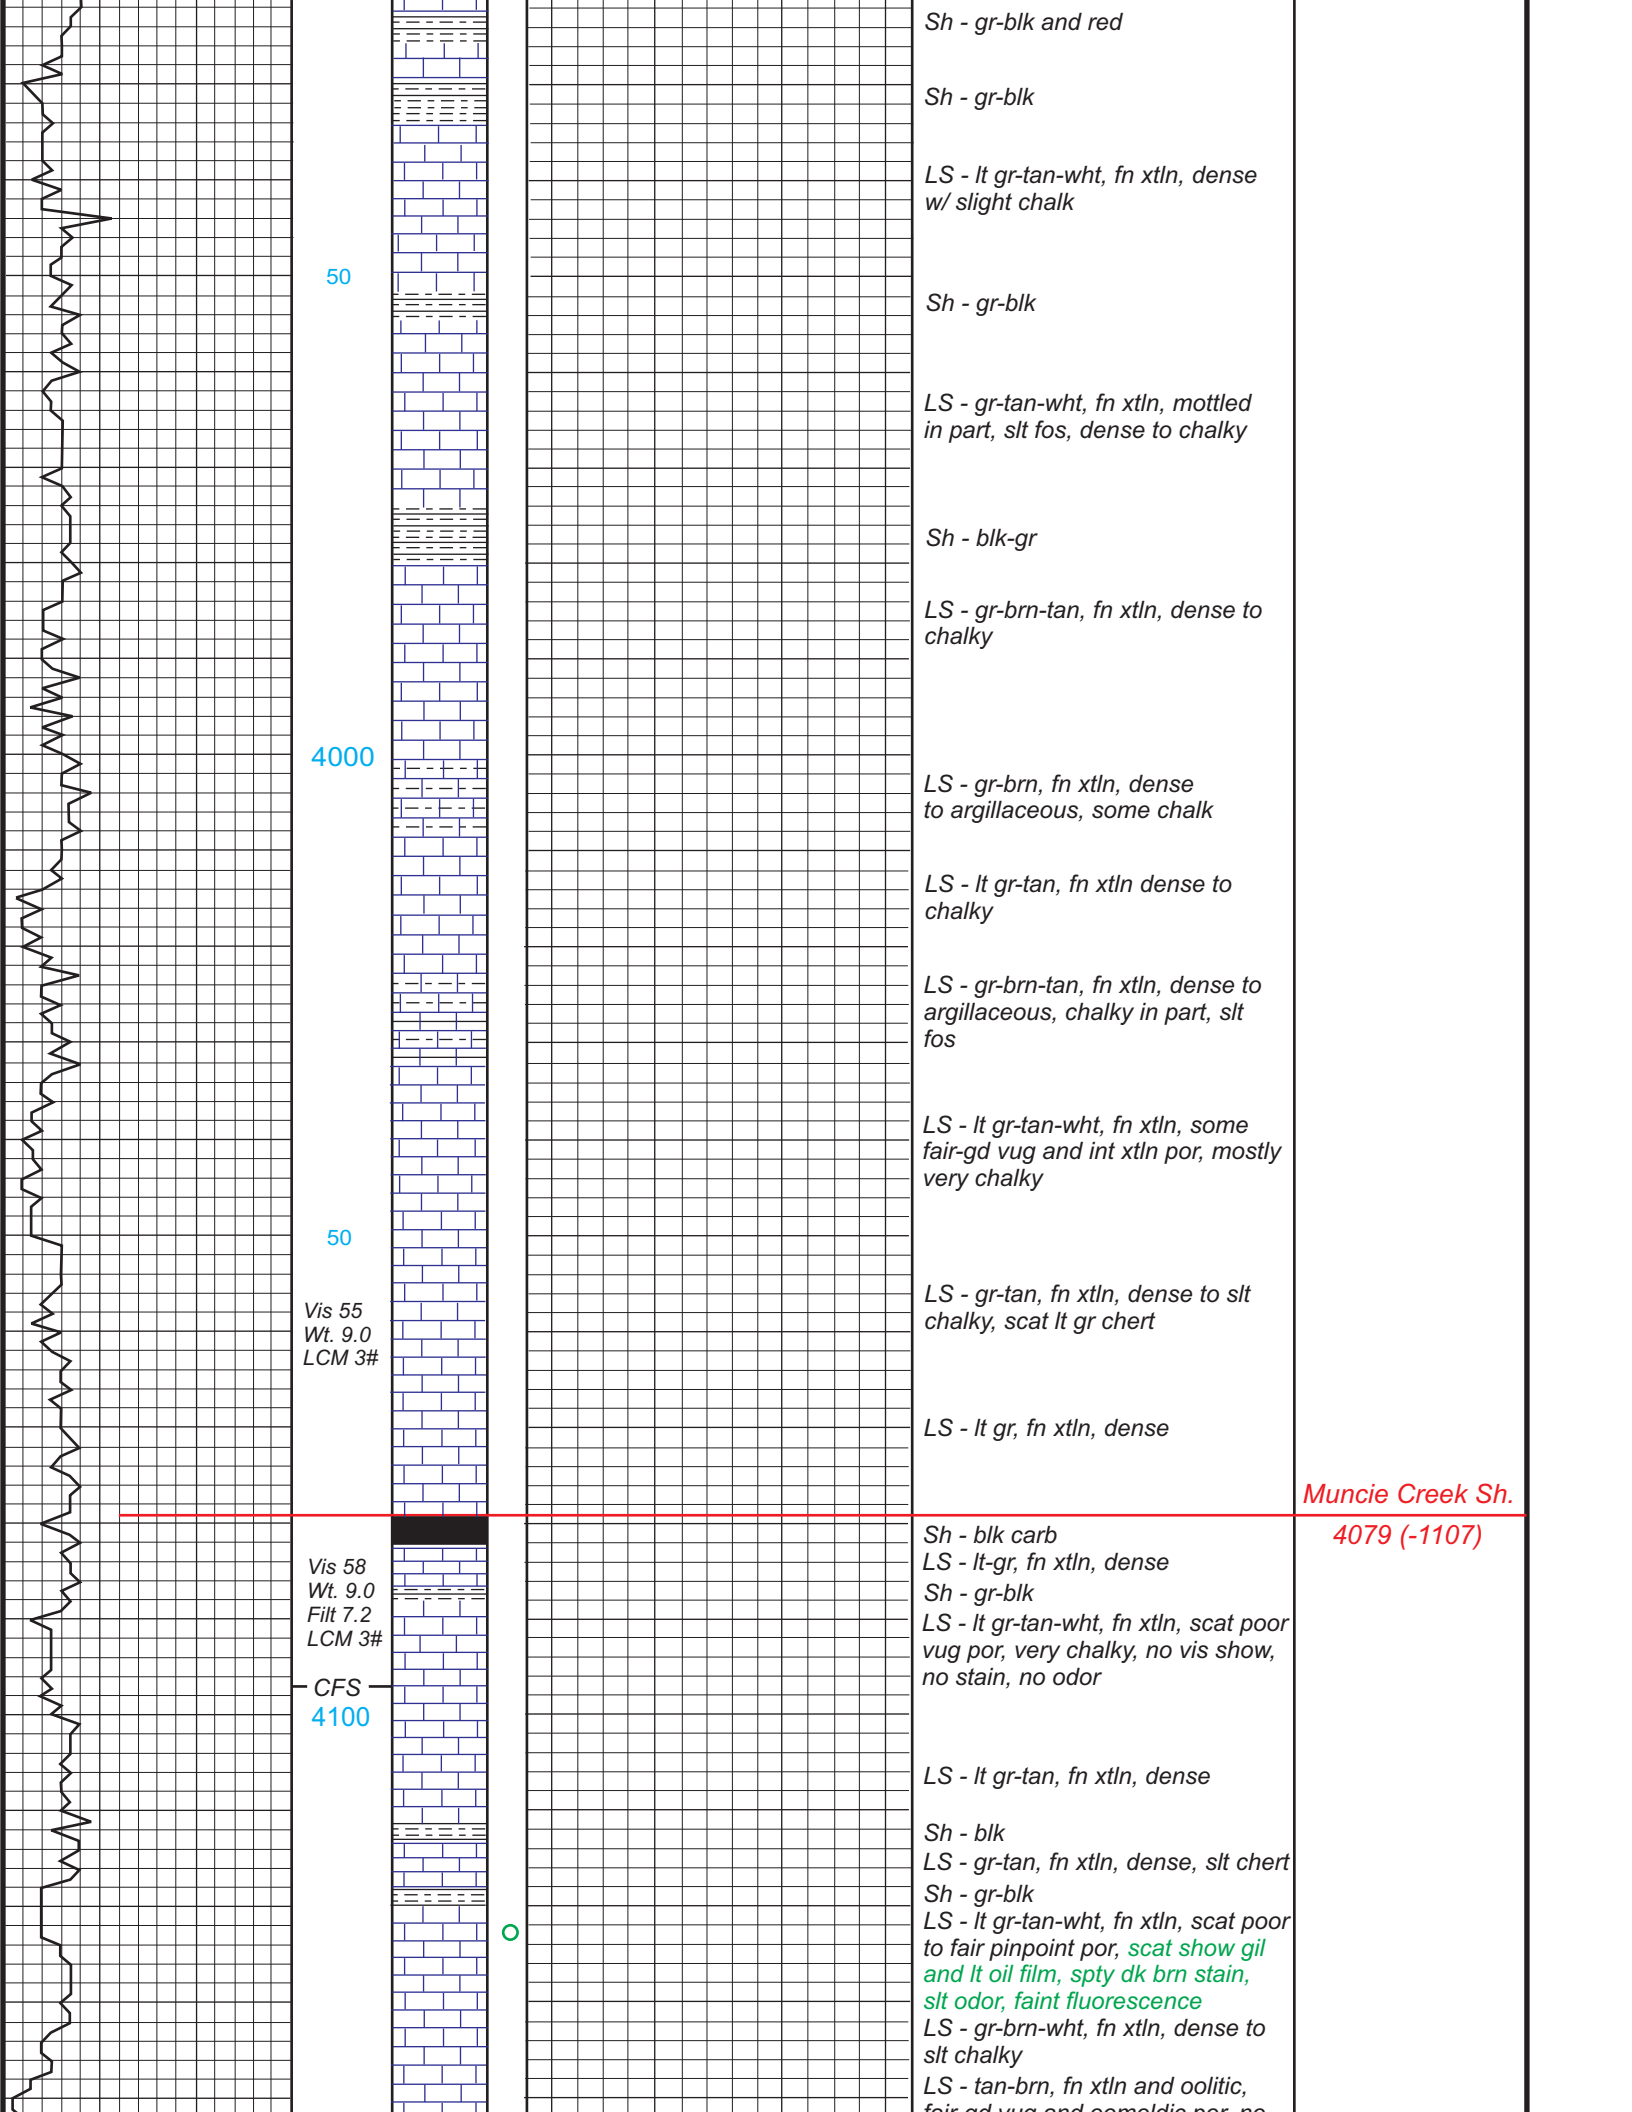 Sh - gr-blk and red
Sh - gr-blk
LS - lt gr-tan-wht, fn xtln, dense
w/ slight chalk
50
Sh - gr-blk
LS - gr-tan-wht, fn xtln, mottled
in part, slt fos, dense to chalky
Sh - blk-gr
LS - gr-brn-tan, fn xtln, dense to
chalky
4000
LS - gr-brn, fn xtln, dense
to argillaceous, some chalk
LS - lt gr-tan, fn xtln dense to
chalky
LS - gr-brn-tan, fn xtln, dense to
argillaceous, chalky in part, slt
fos
LS - lt gr-tan-wht, fn xtln, some
fair-gd vug and int xtln por, mostly
very chalky
50
LS - gr-tan, fn xtln, dense to slt
chalky, scat lt gr chert
Vis 55
Wt. 9.0
LCM 3#
LS - lt gr, fn xtln, dense
Muncie Creek Sh.
4079 (-1107)
Sh - blk carb
LS - lt-gr, fn xtln, dense
Sh - gr-blk
LS - lt gr-tan-wht, fn xtln, scat poor
vug por, very chalky, no vis show,
no stain, no odor
Vis 58
Wt. 9.0
Filt 7.2
LCM 3#
CFS
4100
LS - lt gr-tan, fn xtln, dense
Sh - blk
LS - gr-tan, fn xtln, dense, slt chert
Sh - gr-blk
LS - lt gr-tan-wht, fn xtln, scat poor
to fair pinpoint por, scat show gil
and lt oil film, spty dk brn stain,
slt odor, faint fluorescence
LS - gr-brn-wht, fn xtln, dense to
slt chalky
LS - tan-brn, fn xtln and oolitic,
fair-gd vug and oomoldic por, no